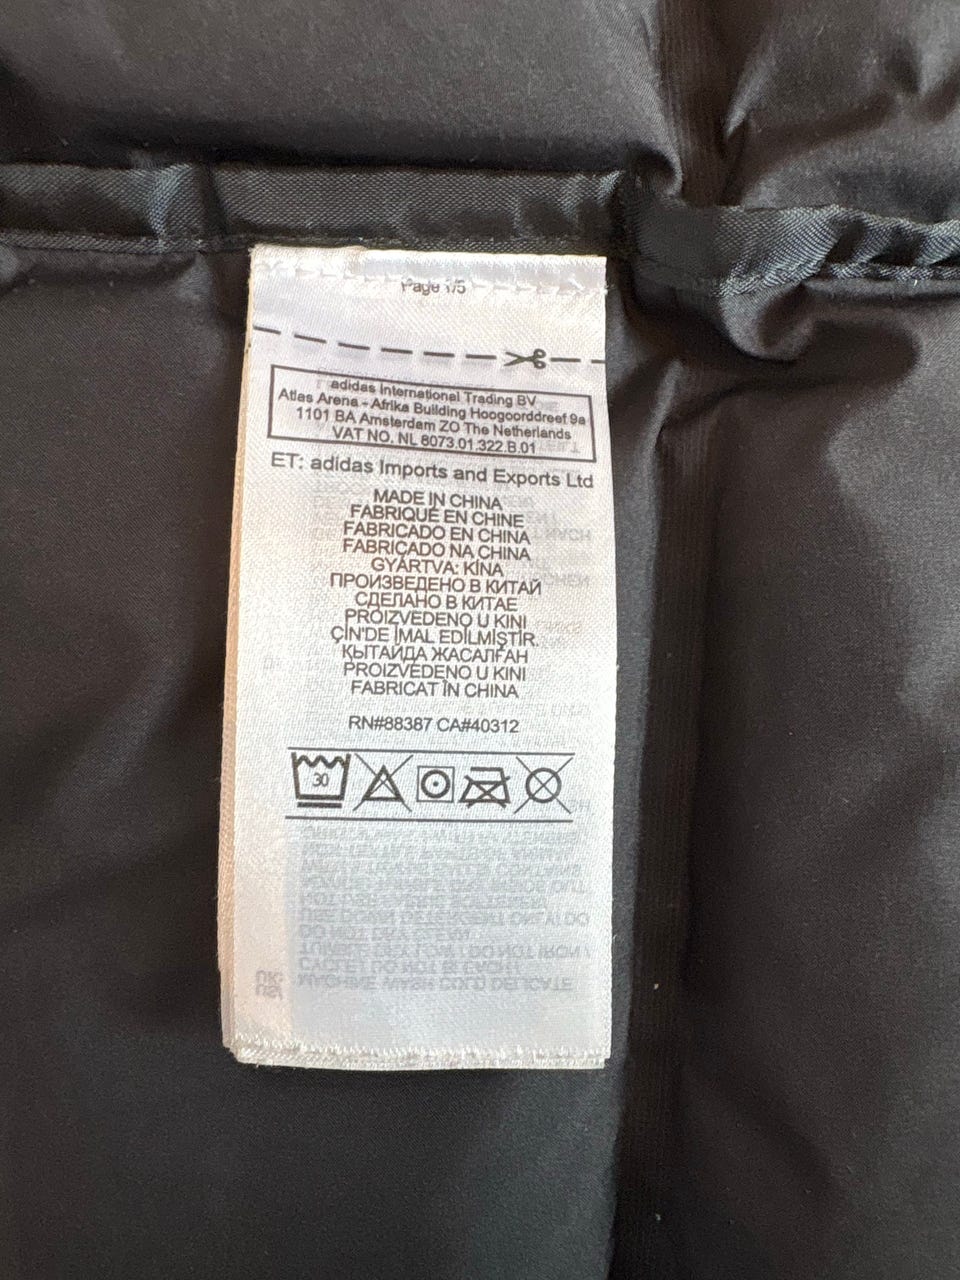 Page 1/5
adidas International Trading BV
Atlas Arena - Afrika Building Hoogoorddreef 9a
1101 BA Amsterdam ZO The Netherlands
VAT NO. NL 8073.01.322.B.01
ET: adidas Imports and Exports Ltd
MADE IN CHINA
FABRIQUÉ EN CHINE
FABRICADO EN CHINA
FABRICADO NA CHINA
GYÁRTVA: KÍNA
ПРОИЗВЕДЕНО В КИТАЙ
СДЕЛАНО В КИТАЕ
PROIZVEDENO U KINI
ÇİN'DE İMAL EDİLMİŞTİR.
ҚЫТАЙДА ЖАСАЛҒАН
PROIZVEDENO U KINI
FABRICAT ÎN CHINA
RN#88387 CA#40312
30